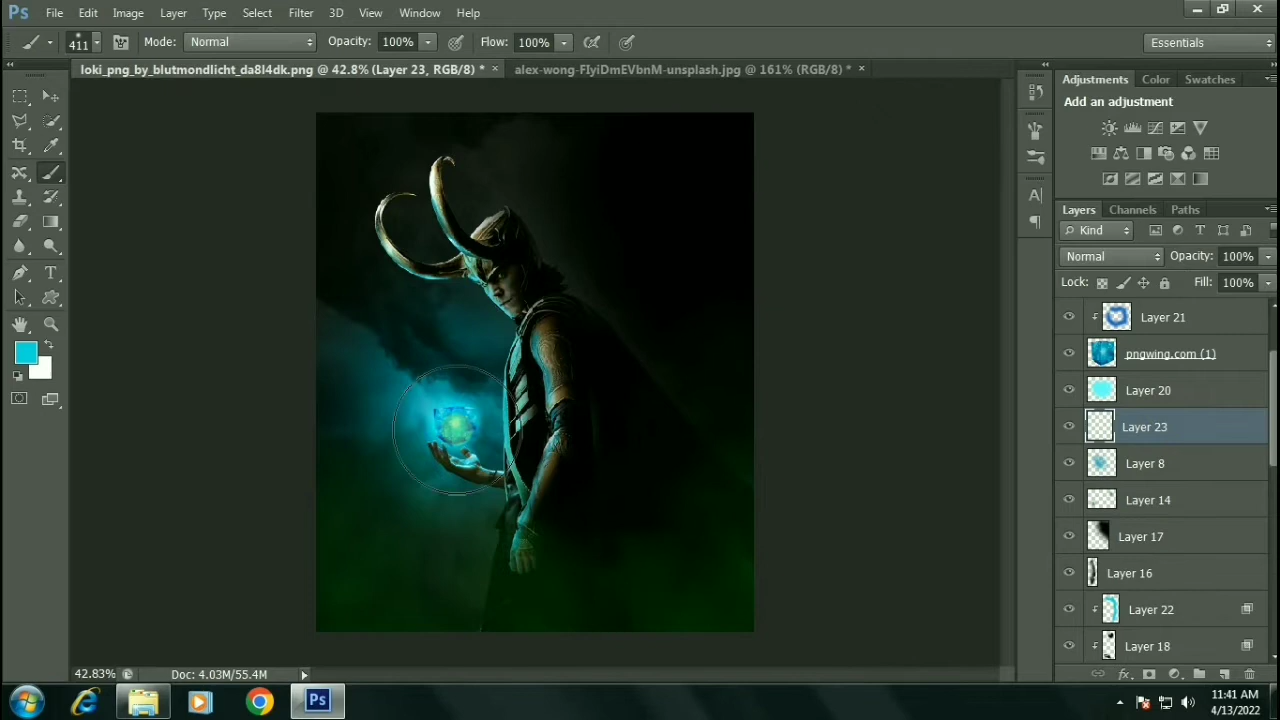 Ps File Edit Image Layer Type Select Filter 3D View Window Help
411 Mode: Normal Opacity: 100% Flow: 100% Essentials
loki_png_by_blutmondlicht_da8l4dk.png @ 42.8% (Layer 23, RGB/8) * × alex-wong-FIyiDmEVbnM-unsplash.jpg @ 161% (RGB/8) * ×
Adjustments Color Swatches
Add an adjustment
Layers Channels Paths
Kind
Normal Opacity: 100%
Lock: Fill: 100%
Layer 21
pngwing.com (1)
Layer 20
Layer 23
Layer 8
Layer 14
Layer 17
Layer 16
Layer 22
Layer 18
42.83% Doc: 4.03M/55.4M
Ps
11:41 AM
4/13/2022